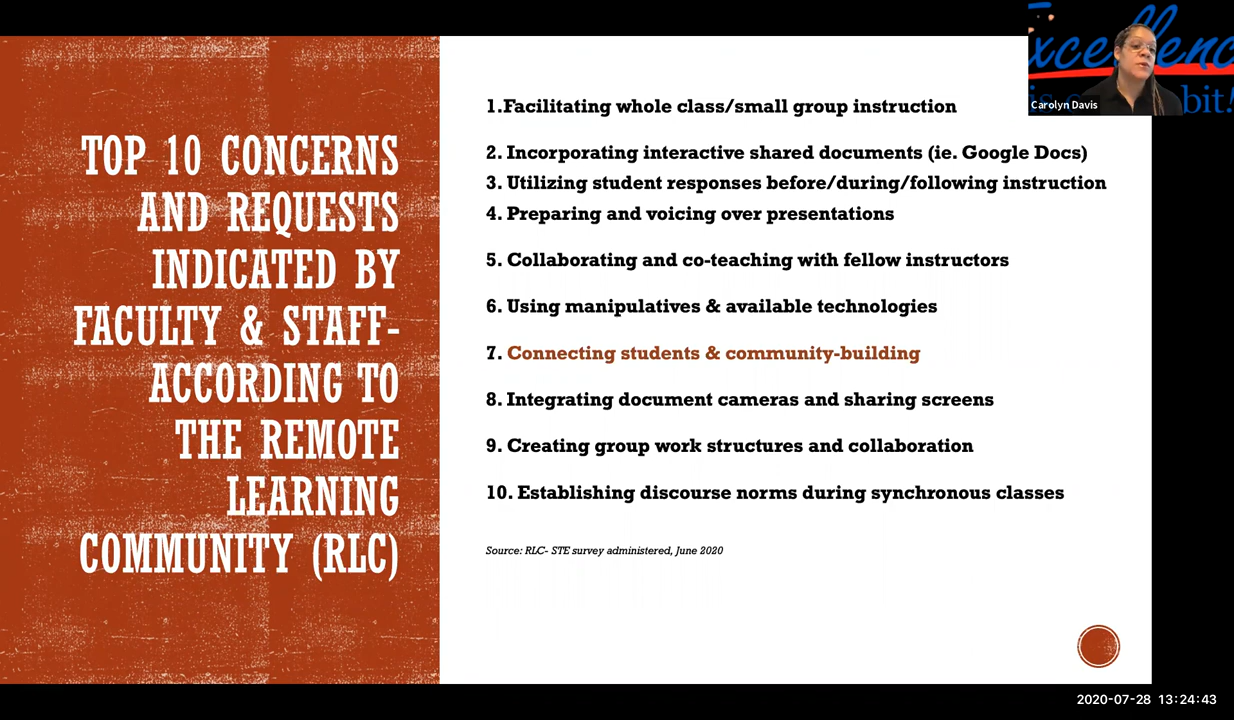 TOP 10 CONCERNS
AND REQUESTS
INDICATED BY
FACULTY & STAFF-
ACCORDING TO
THE REMOTE
LEARNING
COMMUNITY (RLC)
1.Facilitating whole class/small group instruction
2. Incorporating interactive shared documents (ie. Google Docs)
3. Utilizing student responses before/during/following instruction
4. Preparing and voicing over presentations
5. Collaborating and co-teaching with fellow instructors
6. Using manipulatives & available technologies
7. Connecting students & community-building
8. Integrating document cameras and sharing screens
9. Creating group work structures and collaboration
10. Establishing discourse norms during synchronous classes
Source: RLC- STE survey administered, June 2020
Carolyn Davis
bit!
2020-07-28 13:24:43